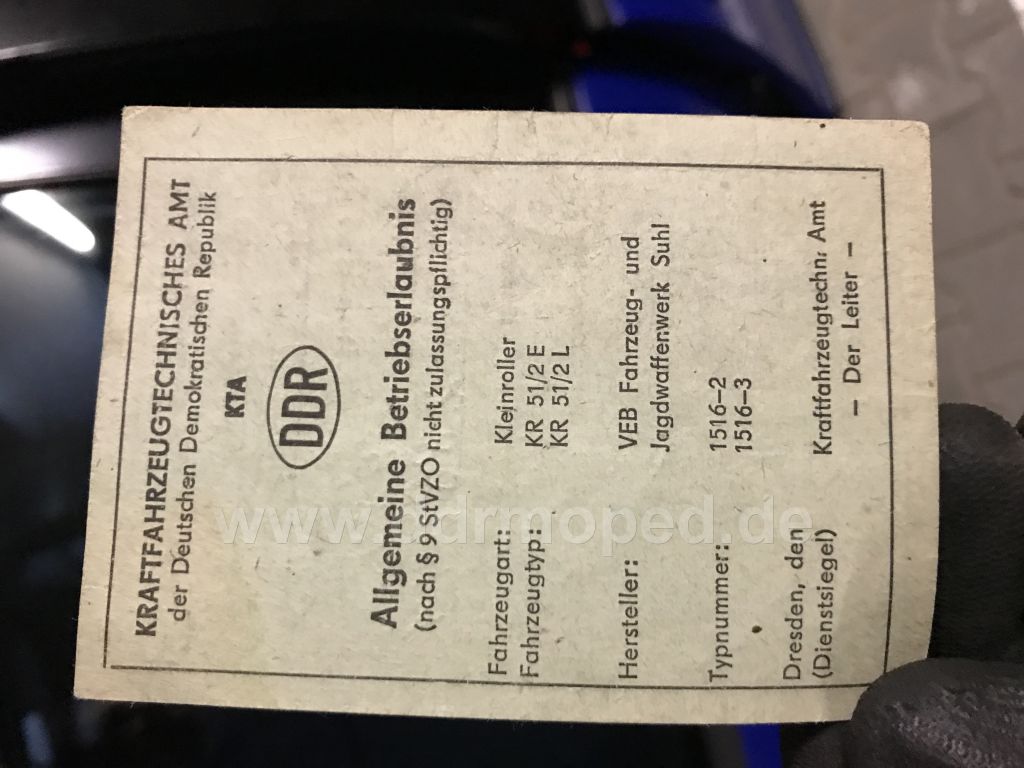 KRAFTFAHRZEUGTECHNISCHES AMT
der Deutschen Demokratischen Republik
KTA
DDR
Allgemeine Betriebserlaubnis
(nach § 9 StVZO nicht zulassungspflichtig)
Fahrzeugart: Kleinroller
Fahrzeugtyp: KR 51/2 E
KR 51/2 L
Hersteller: VEB Fahrzeug- und
Jagdwaffenwerk Suhl
Typnummer: 1516–2
1516–3
Dresden, den Kraftfahrzeugtechn. Amt
(Dienstsiegel) – Der Leiter –
www.ddrmoped.de